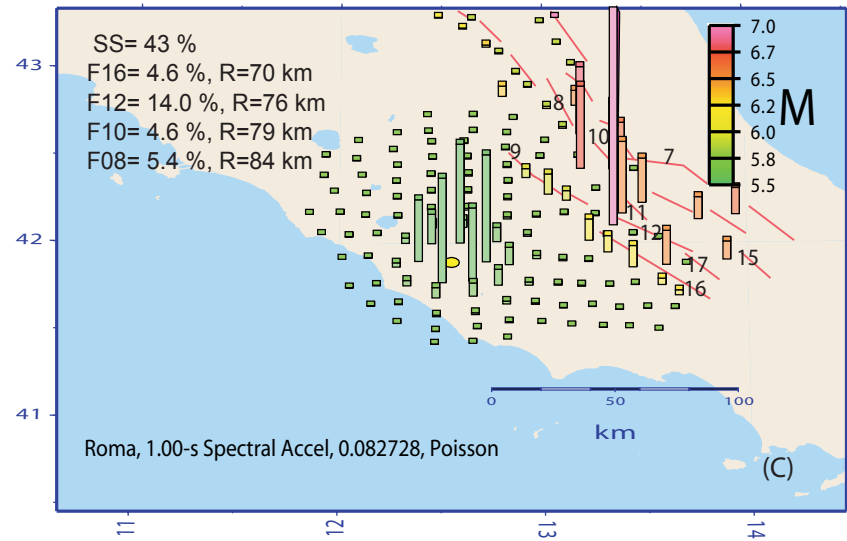 SS= 43 %
F16= 4.6 %, R=70 km
F12= 14.0 %, R=76 km
F10= 4.6 %, R=79 km
F08= 5.4 %, R=84 km
43
42
41
11
12
13
14
8
9
10
7
11
12
17
15
16
7.0
6.7
6.5
6.2
6.0
5.8
5.5
M
0 50 100
km
Roma, 1.00-s Spectral Accel, 0.082728, Poisson
(C)